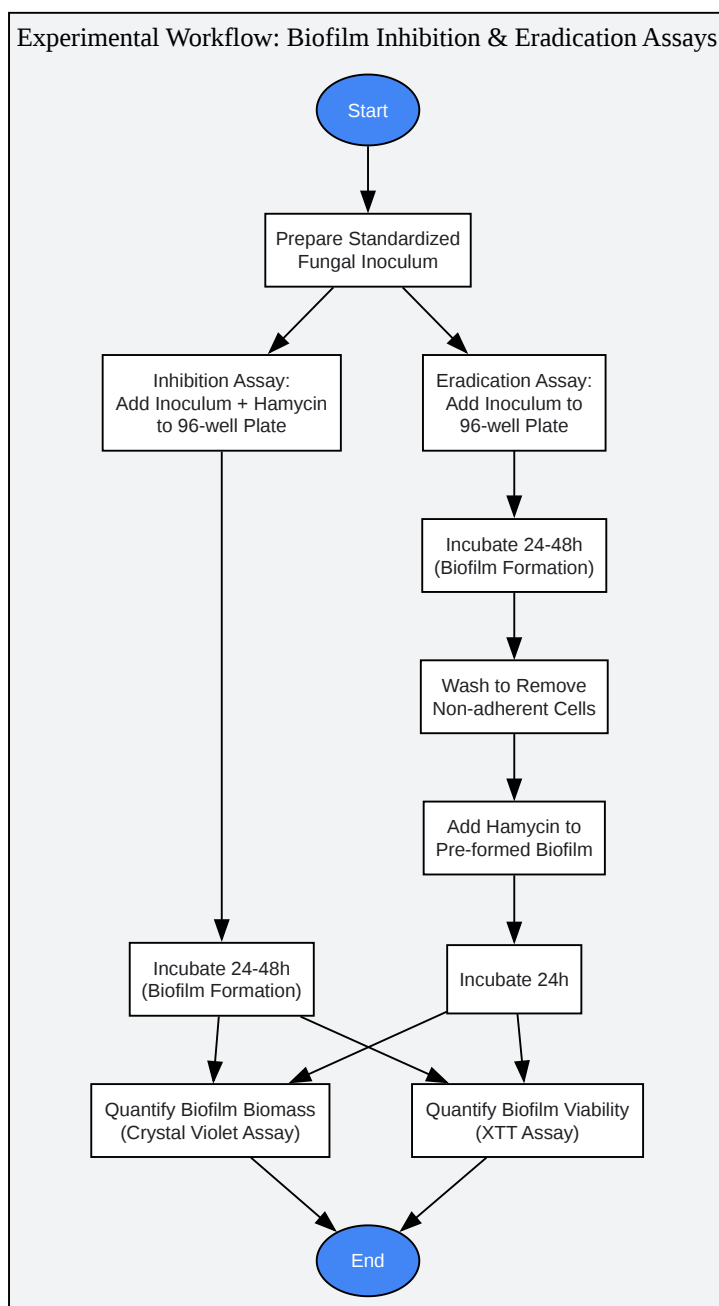 Experimental Workflow: Biofilm Inhibition & Eradication Assays
Start
Prepare Standardized
Fungal Inoculum
Inhibition Assay:
Add Inoculum + Hamycin
to 96-well Plate
Eradication Assay:
Add Inoculum to
96-well Plate
Incubate 24-48h
(Biofilm Formation)
Wash to Remove
Non-adherent Cells
Add Hamycin to
Pre-formed Biofilm
Incubate 24-48h
(Biofilm Formation)
Incubate 24h
Quantify Biofilm Biomass
(Crystal Violet Assay)
Quantify Biofilm Viability
(XTT Assay)
End